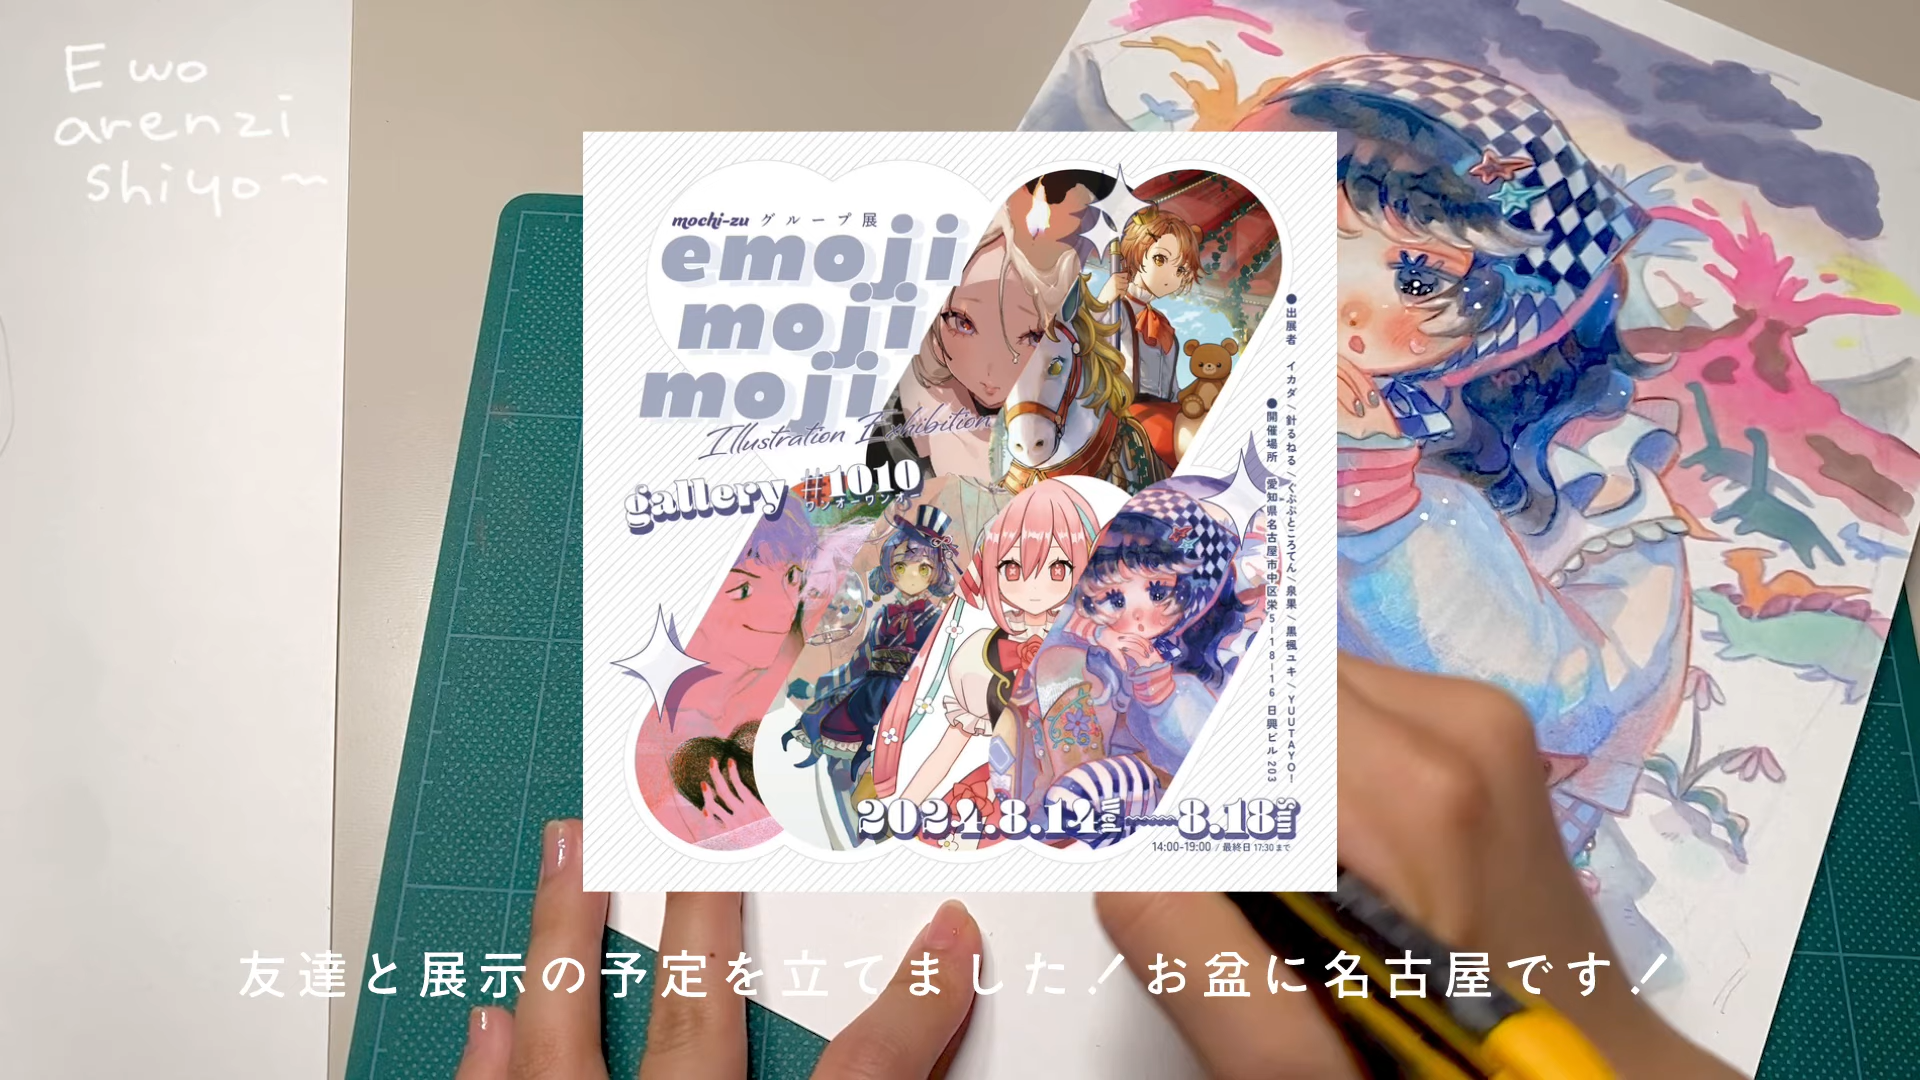 E wo
arenzi
shiyo~
mochi-zu グループ展
emoji
moji
moji
Illustration Exhibition
gallery #1010
ワンオーワンオー
●出展者 イカダ / 針るねる / ぐぷぷところてん / 泉果 / 黒楓ユキ / YUUTAYO!
●開催場所 愛知県名古屋市中区栄5-18-16 日興ビル203
2024.8.14 Wed 8.18 Sun
14:00-19:00 / 最終日 17:30 まで
友達と展示の予定を立てました！お盆に名古屋です！